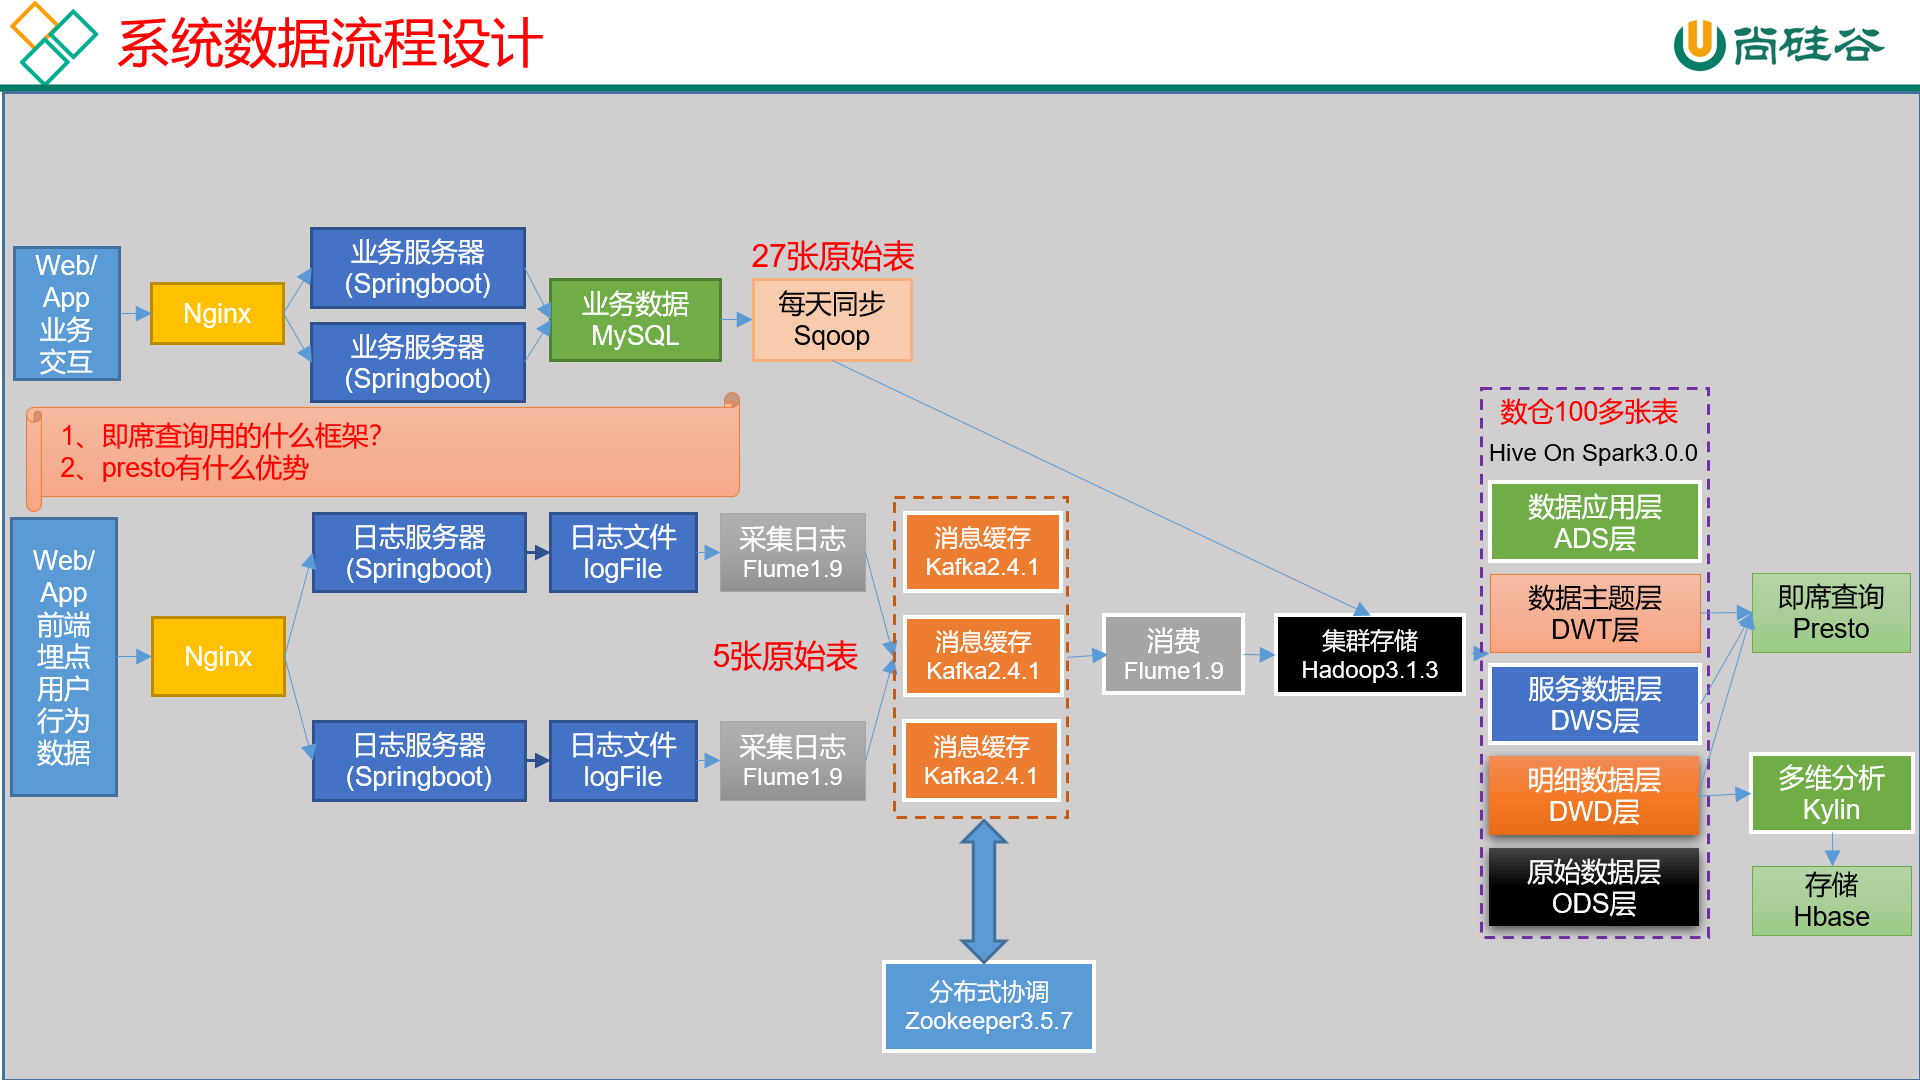 系统数据流程设计
尚硅谷
Web/
App
业务
交互
Nginx
业务服务器
(Springboot)
业务服务器
(Springboot)
业务数据
MySQL
27张原始表
每天同步
Sqoop
1、即席查询用的什么框架?
2、presto有什么优势
Web/
App
前端
埋点
用户
行为
数据
Nginx
日志服务器
(Springboot)
日志文件
logFile
采集日志
Flume1.9
日志服务器
(Springboot)
日志文件
logFile
采集日志
Flume1.9
5张原始表
消息缓存
Kafka2.4.1
消息缓存
Kafka2.4.1
消息缓存
Kafka2.4.1
分布式协调
Zookeeper3.5.7
消费
Flume1.9
集群存储
Hadoop3.1.3
数仓100多张表
Hive On Spark3.0.0
数据应用层
ADS层
数据主题层
DWT层
服务数据层
DWS层
明细数据层
DWD层
原始数据层
ODS层
即席查询
Presto
多维分析
Kylin
存储
Hbase